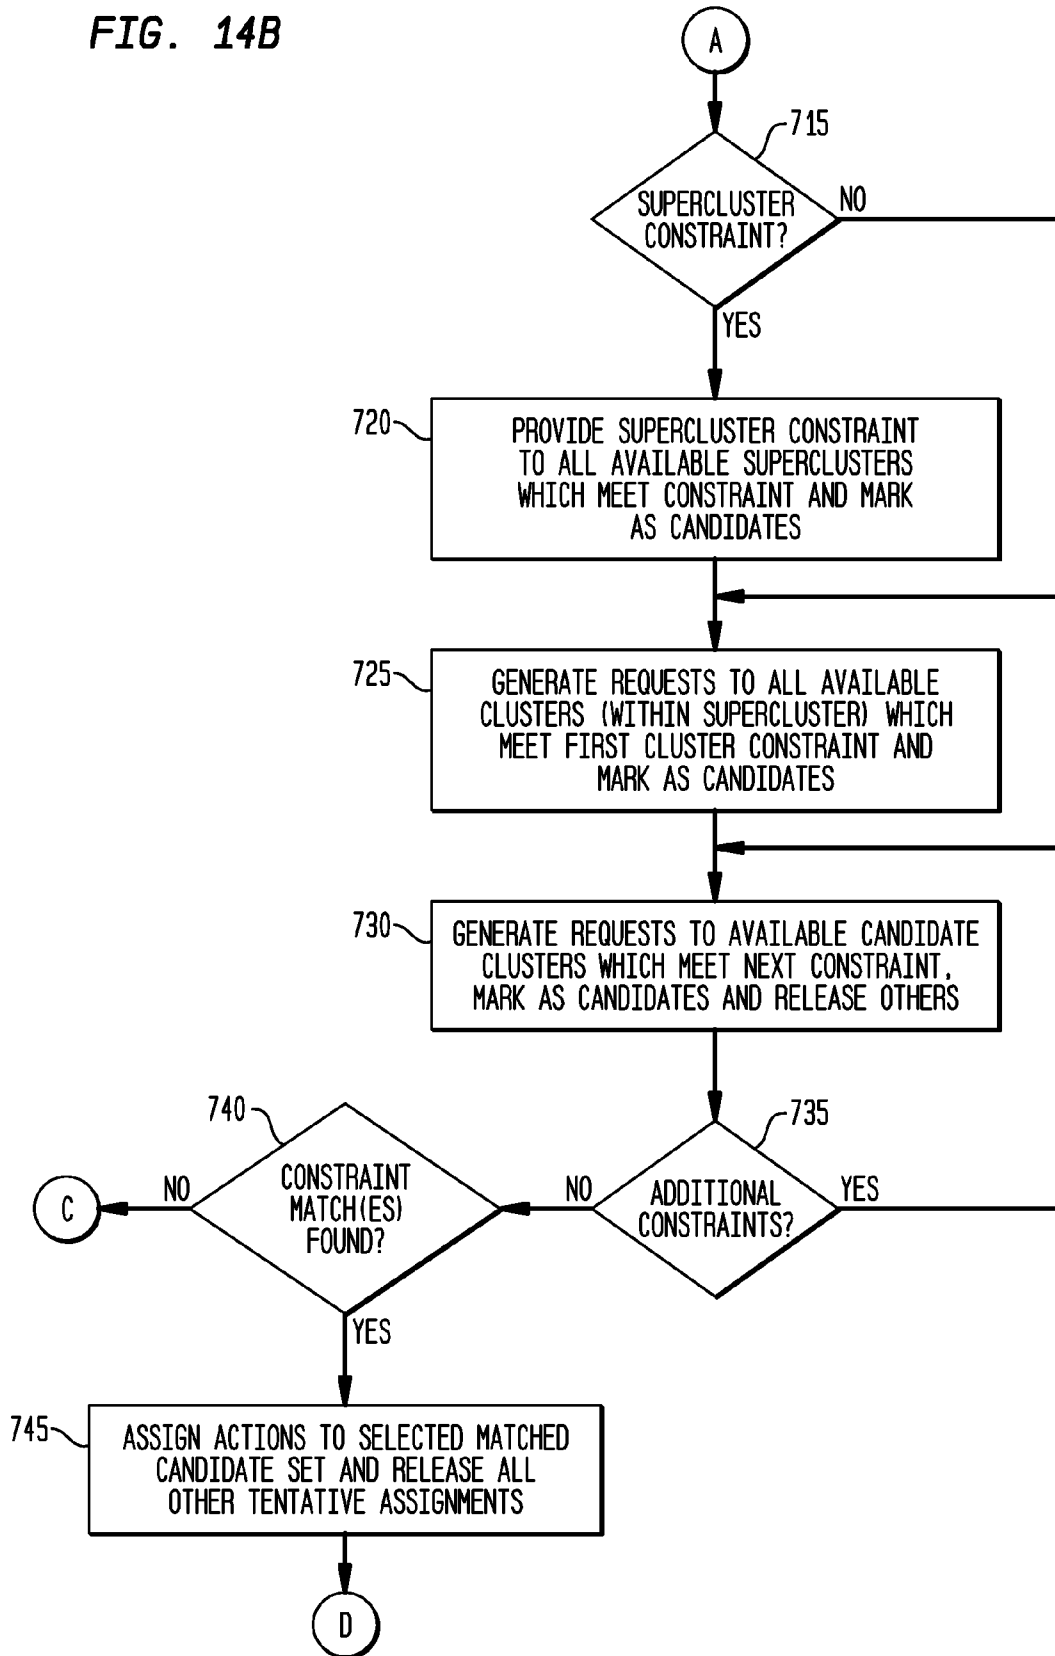 FIG. 14B
A
715
SUPERCLUSTER
CONSTRAINT?
NO
YES
720
PROVIDE SUPERCLUSTER CONSTRAINT
TO ALL AVAILABLE SUPERCLUSTERS
WHICH MEET CONSTRAINT AND MARK
AS CANDIDATES
725
GENERATE REQUESTS TO ALL AVAILABLE
CLUSTERS (WITHIN SUPERCLUSTER) WHICH
MEET FIRST CLUSTER CONSTRAINT AND
MARK AS CANDIDATES
730
GENERATE REQUESTS TO AVAILABLE CANDIDATE
CLUSTERS WHICH MEET NEXT CONSTRAINT,
MARK AS CANDIDATES AND RELEASE OTHERS
735
ADDITIONAL
CONSTRAINTS?
YES
NO
740
CONSTRAINT
MATCH(ES)
FOUND?
NO
C
YES
745
ASSIGN ACTIONS TO SELECTED MATCHED
CANDIDATE SET AND RELEASE ALL
OTHER TENTATIVE ASSIGNMENTS
D